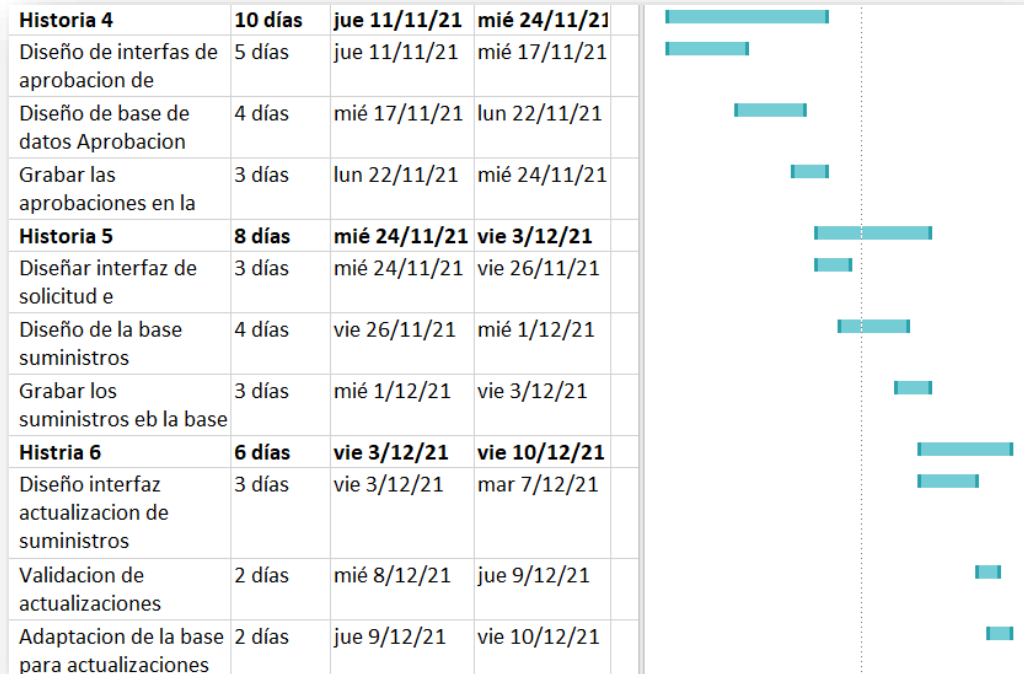 Historia 4 10 días jue 11/11/21 mié 24/11/21
Diseño de interfas de 5 días jue 11/11/21 mié 17/11/21
aprobacion de
Diseño de base de 4 días mié 17/11/21 lun 22/11/21
datos Aprobacion
Grabar las 3 días lun 22/11/21 mié 24/11/21
aprobaciones en la
Historia 5 8 días mié 24/11/21 vie 3/12/21
Diseñar interfaz de 3 días mié 24/11/21 vie 26/11/21
solicitud e
Diseño de la base 4 días vie 26/11/21 mié 1/12/21
suministros
Grabar los 3 días mié 1/12/21 vie 3/12/21
suministros eb la base
Histria 6 6 días vie 3/12/21 vie 10/12/21
Diseño interfaz 3 días vie 3/12/21 mar 7/12/21
actualizacion de
suministros
Validacion de 2 días mié 8/12/21 jue 9/12/21
actualizaciones
Adaptacion de la base 2 días jue 9/12/21 vie 10/12/21
para actualizaciones